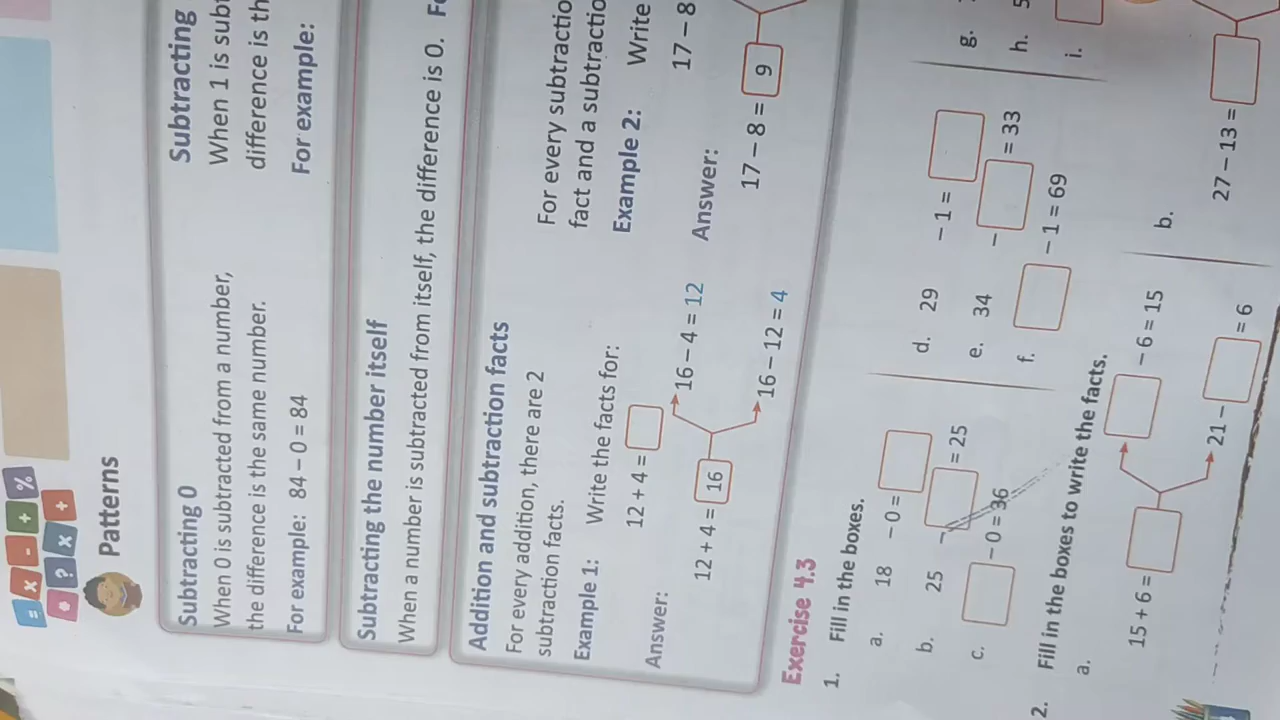 = × - + %
? × +
Patterns
Subtracting 0
When 0 is subtracted from a number,
the difference is the same number.
For example: 84 – 0 = 84
Subtracting
When 1 is
difference is
For example:
Subtracting the number itself
When a number is subtracted from itself, the difference is 0.
Addition and subtraction facts
For every addition, there are 2
subtraction facts.
Example 1: Write the facts for:
12 + 4 =
Answer:
12 + 4 = 16
16 – 4 = 12
16 – 12 = 4
For every
fact and a
Example 2: Write
17 – 8
Answer:
17 – 8 = 9
Exercise 4.3
1. Fill in the boxes.
a. 18 – 0 =
b. 25 – = 25
c. – 0 = 36
d. 29 – 1 =
e. 34 – = 33
f. – 1 = 69
g.
h. 5
i.
2. Fill in the boxes to write the facts.
a.
15 + 6 =
– 6 = 15
21 – = 6
b.
27 – 13 =